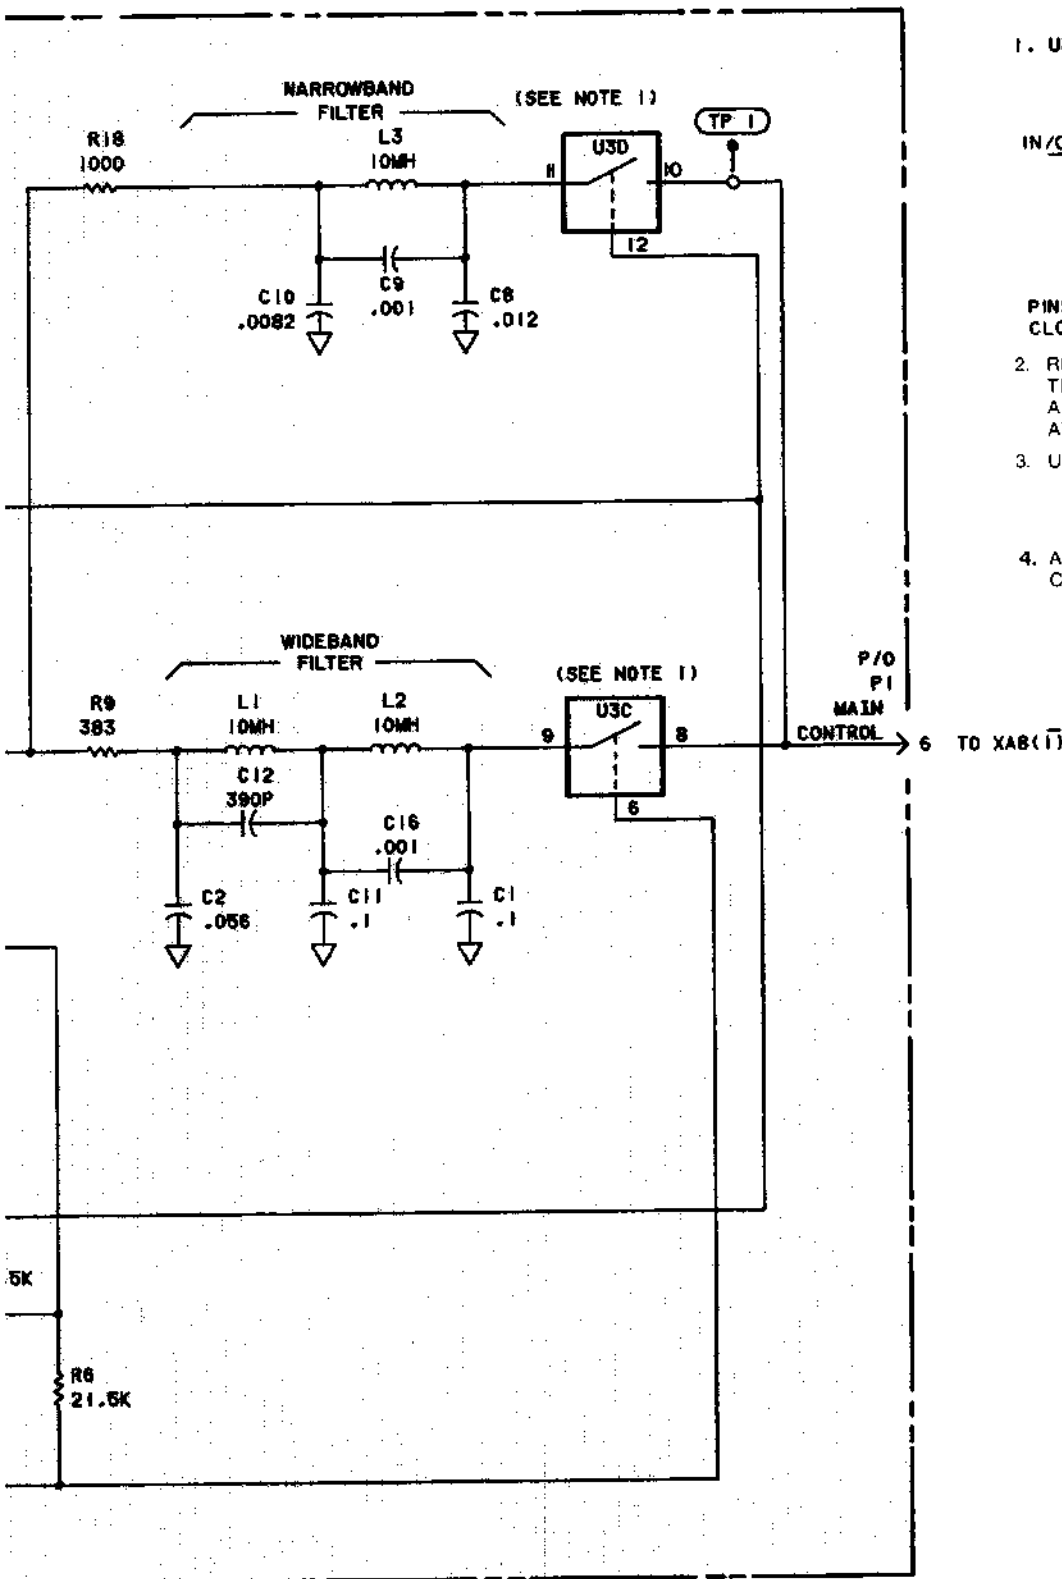 NARROWBAND
FILTER
(SEE NOTE 1)
TP 1
R18
1000
L3
10MH
U3D
11
10
12
C9
.001
C10
.0082
C8
.012
1. U
IN/
PIN
CLO
2. R
T
A
A
3. U
4. A
C
WIDEBAND
FILTER
(SEE NOTE 1)
R9
383
L1
10MH
L2
10MH
U3C
9
8
6
C12
390P
C16
.001
C2
.056
C11
.1
C1
.1
P/O
P1
MAIN
CONTROL
6 TO XA8(1)
5K
R6
21.5K